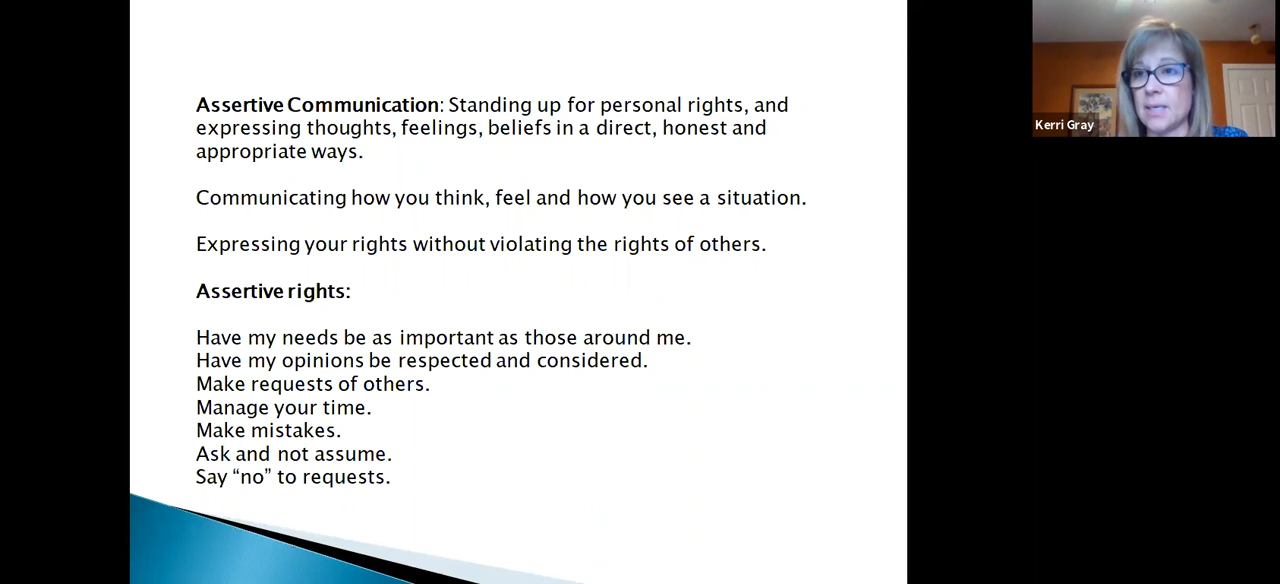 Assertive Communication: Standing up for personal rights, and
expressing thoughts, feelings, beliefs in a direct, honest and
appropriate ways.
Communicating how you think, feel and how you see a situation.
Expressing your rights without violating the rights of others.
Assertive rights:
Have my needs be as important as those around me.
Have my opinions be respected and considered.
Make requests of others.
Manage your time.
Make mistakes.
Ask and not assume.
Say “no” to requests.
Kerri Gray